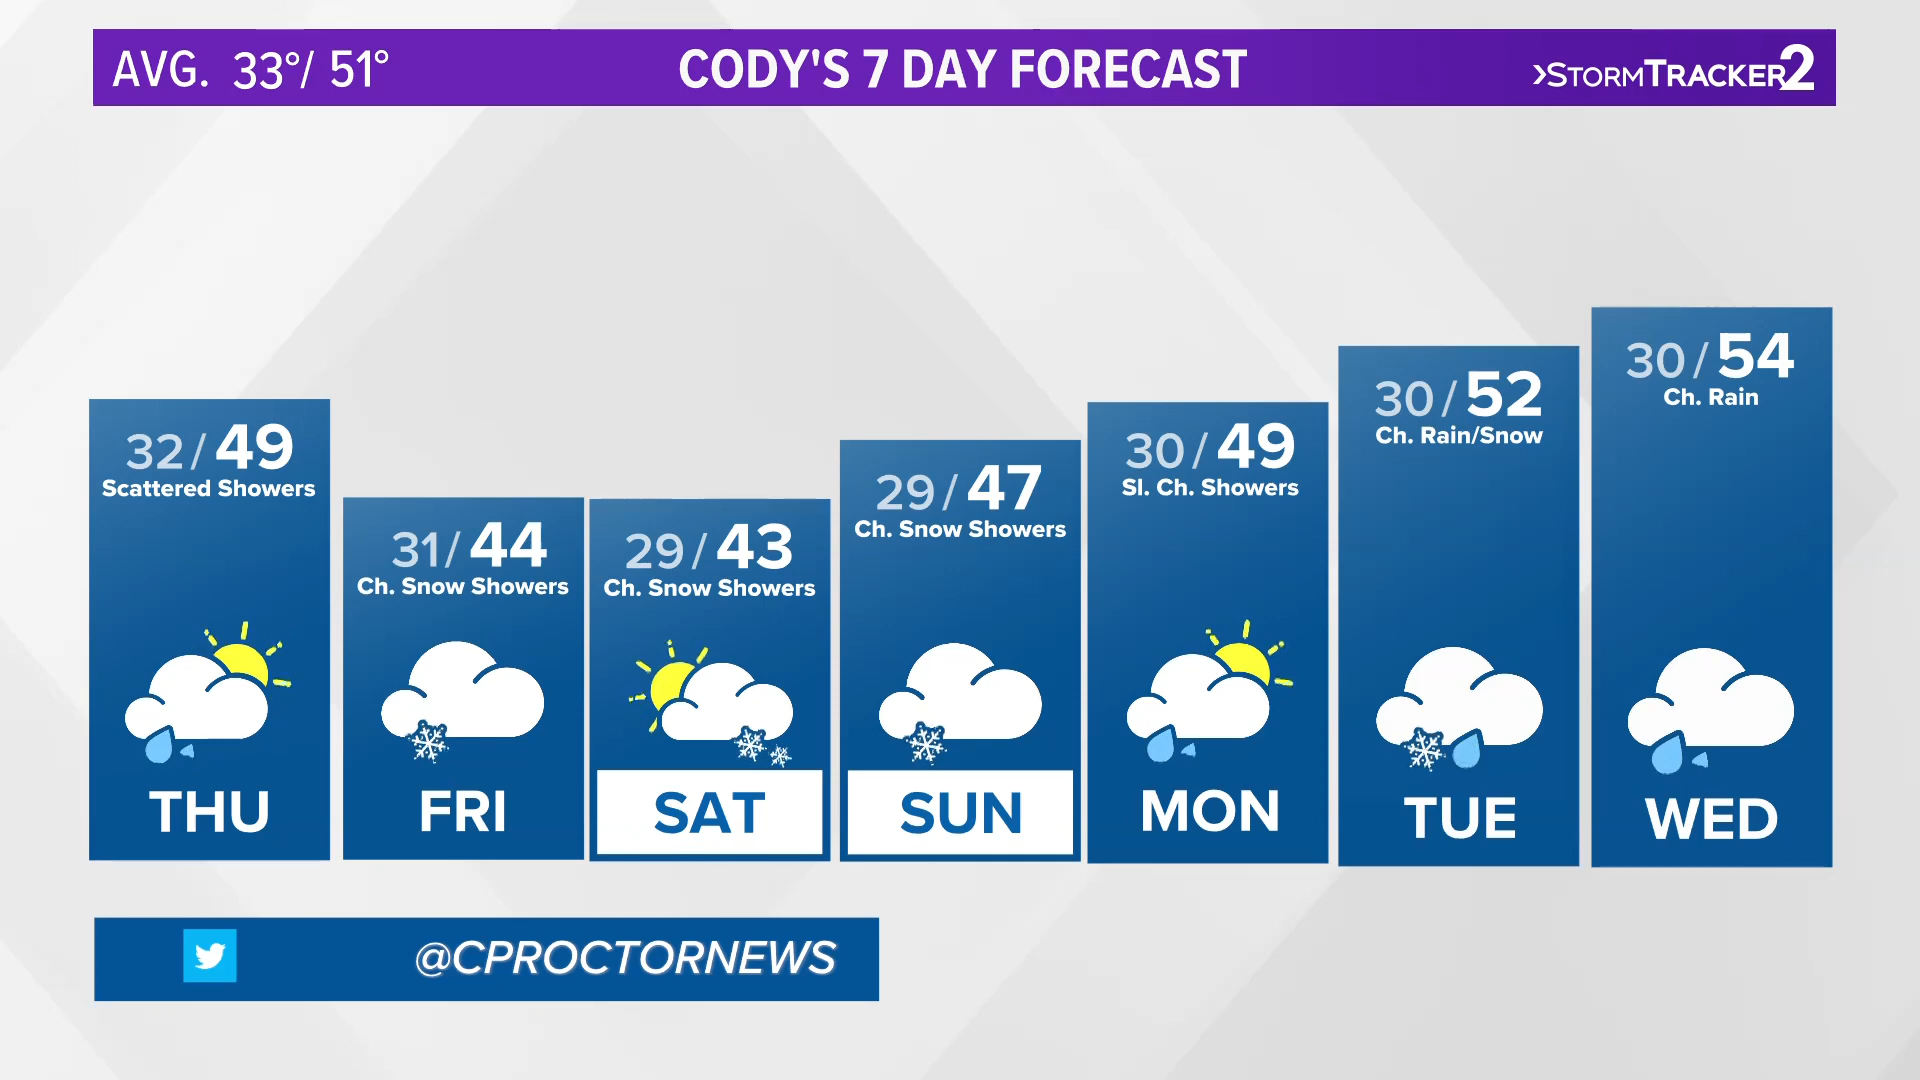 AVG. 33°/ 51°
CODY'S 7 DAY FORECAST
›STORMTRACKER2
32/49
Scattered Showers
THU
31/44
Ch. Snow Showers
FRI
29/43
Ch. Snow Showers
SAT
29/47
Ch. Snow Showers
SUN
30/49
Sl. Ch. Showers
MON
30/52
Ch. Rain/Snow
TUE
30/54
Ch. Rain
WED
@CPROCTORNEWS